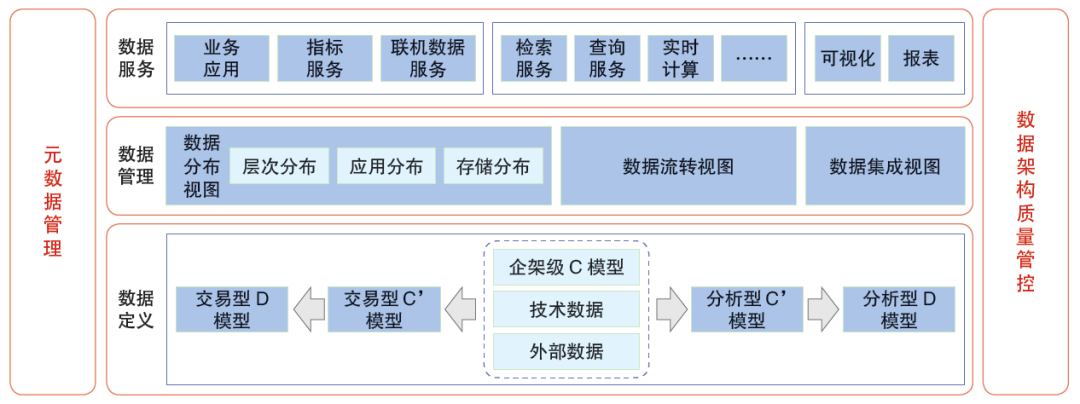 元数据管理
数据
服务
业务
应用
指标
服务
联机数据
服务
检索
服务
查询
服务
实时
计算
……
可视化
报表
数据
管理
数据
分布
视图
层次分布
应用分布
存储分布
数据流转视图
数据集成视图
数据
定义
交易型 D
模型
交易型 C’
模型
企架级 C 模型
技术数据
外部数据
分析型 C’
模型
分析型 D
模型
数据架构质量管控